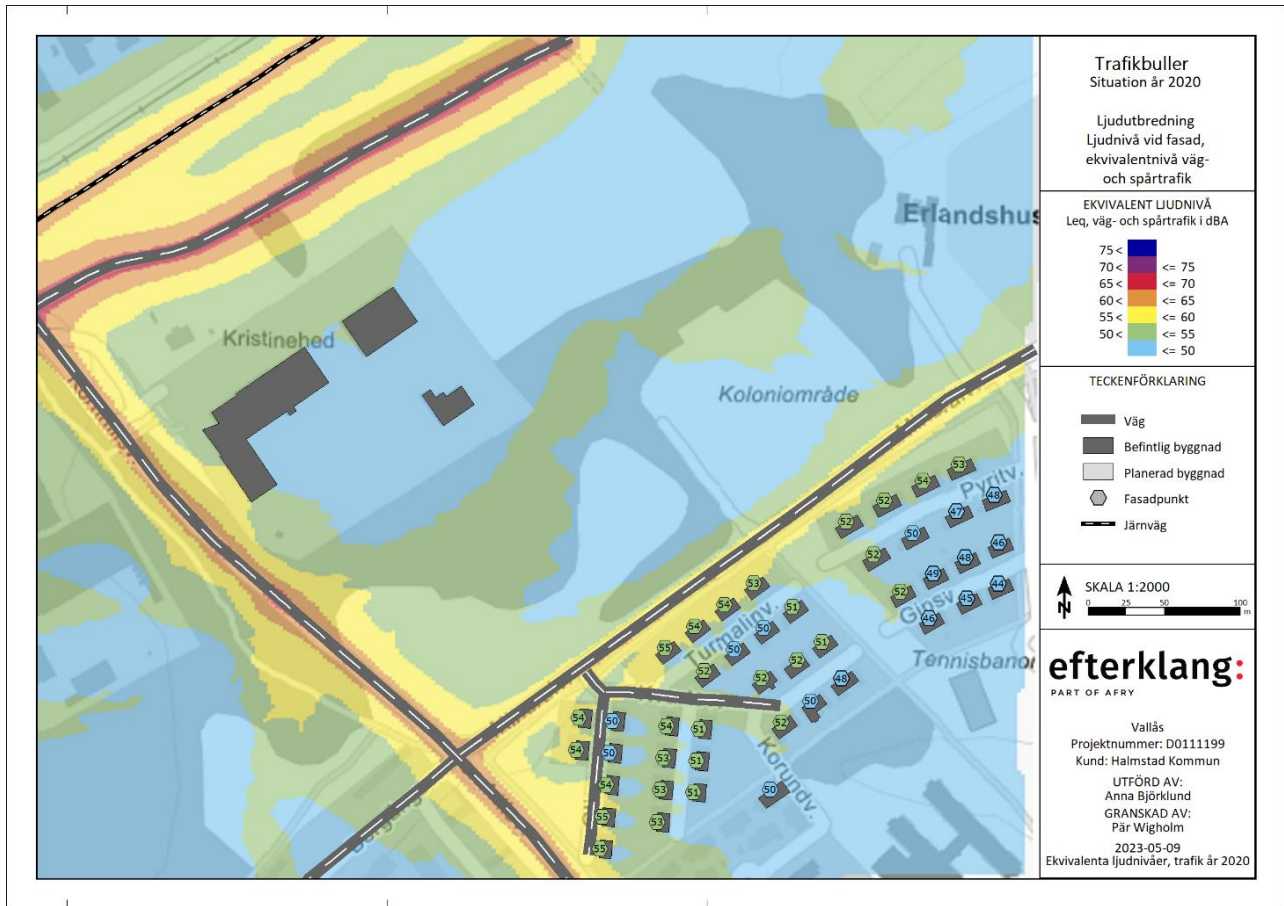 Trafikbuller
Situation år 2020
Ljudutbredning
Ljudnivå vid fasad,
ekvivalentnivå väg-
och spårtrafik
EKVIVALENT LJUDNIVÅ
Leq, väg- och spårtrafik i dBA
75 <
70 < <= 75
65 < <= 70
60 < <= 65
55 < <= 60
50 < <= 55
<= 50
TECKENFÖRKLARING
Väg
Befintlig byggnad
Planerad byggnad
Fasadpunkt
Järnväg
N
SKALA 1:2000
0 25 50 100
m
efterklang:
PART OF AFRY
Vallås
Projektnummer: D0111199
Kund: Halmstad Kommun
UTFÖRD AV:
Anna Björklund
GRANSKAD AV:
Pär Wigholm
2023-05-09
Ekvivalenta ljudnivåer, trafik år 2020
Erlandshus
Kristinehed
Koloniområde
Pyritv.
Turmalinv.
Tennisbanor
Korundv.
53
54
52
52
48
47
50
52
46
48
49
52
44
45
46
53
54
54
55
51
50
50
52
51
52
52
48
50
52
50
54
50
54
51
54
50
53
51
54
53
51
55
53
55